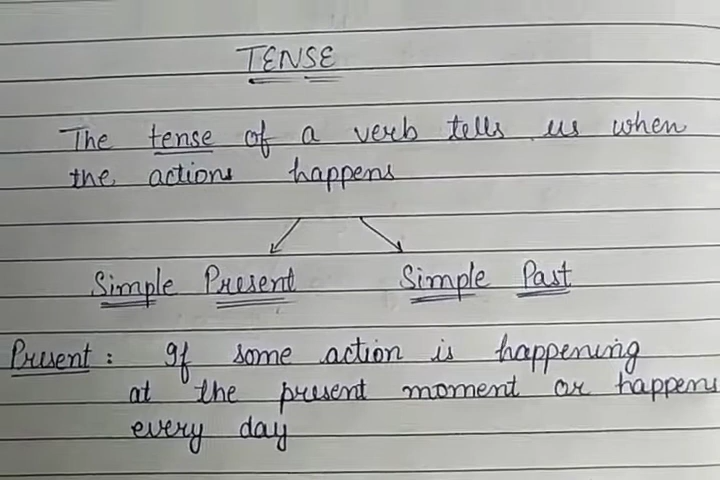 TENSE
The tense of a verb tells us when
the actions happens
Simple Present Simple Past
Present : If some action is happening
at the present moment or happens
every day